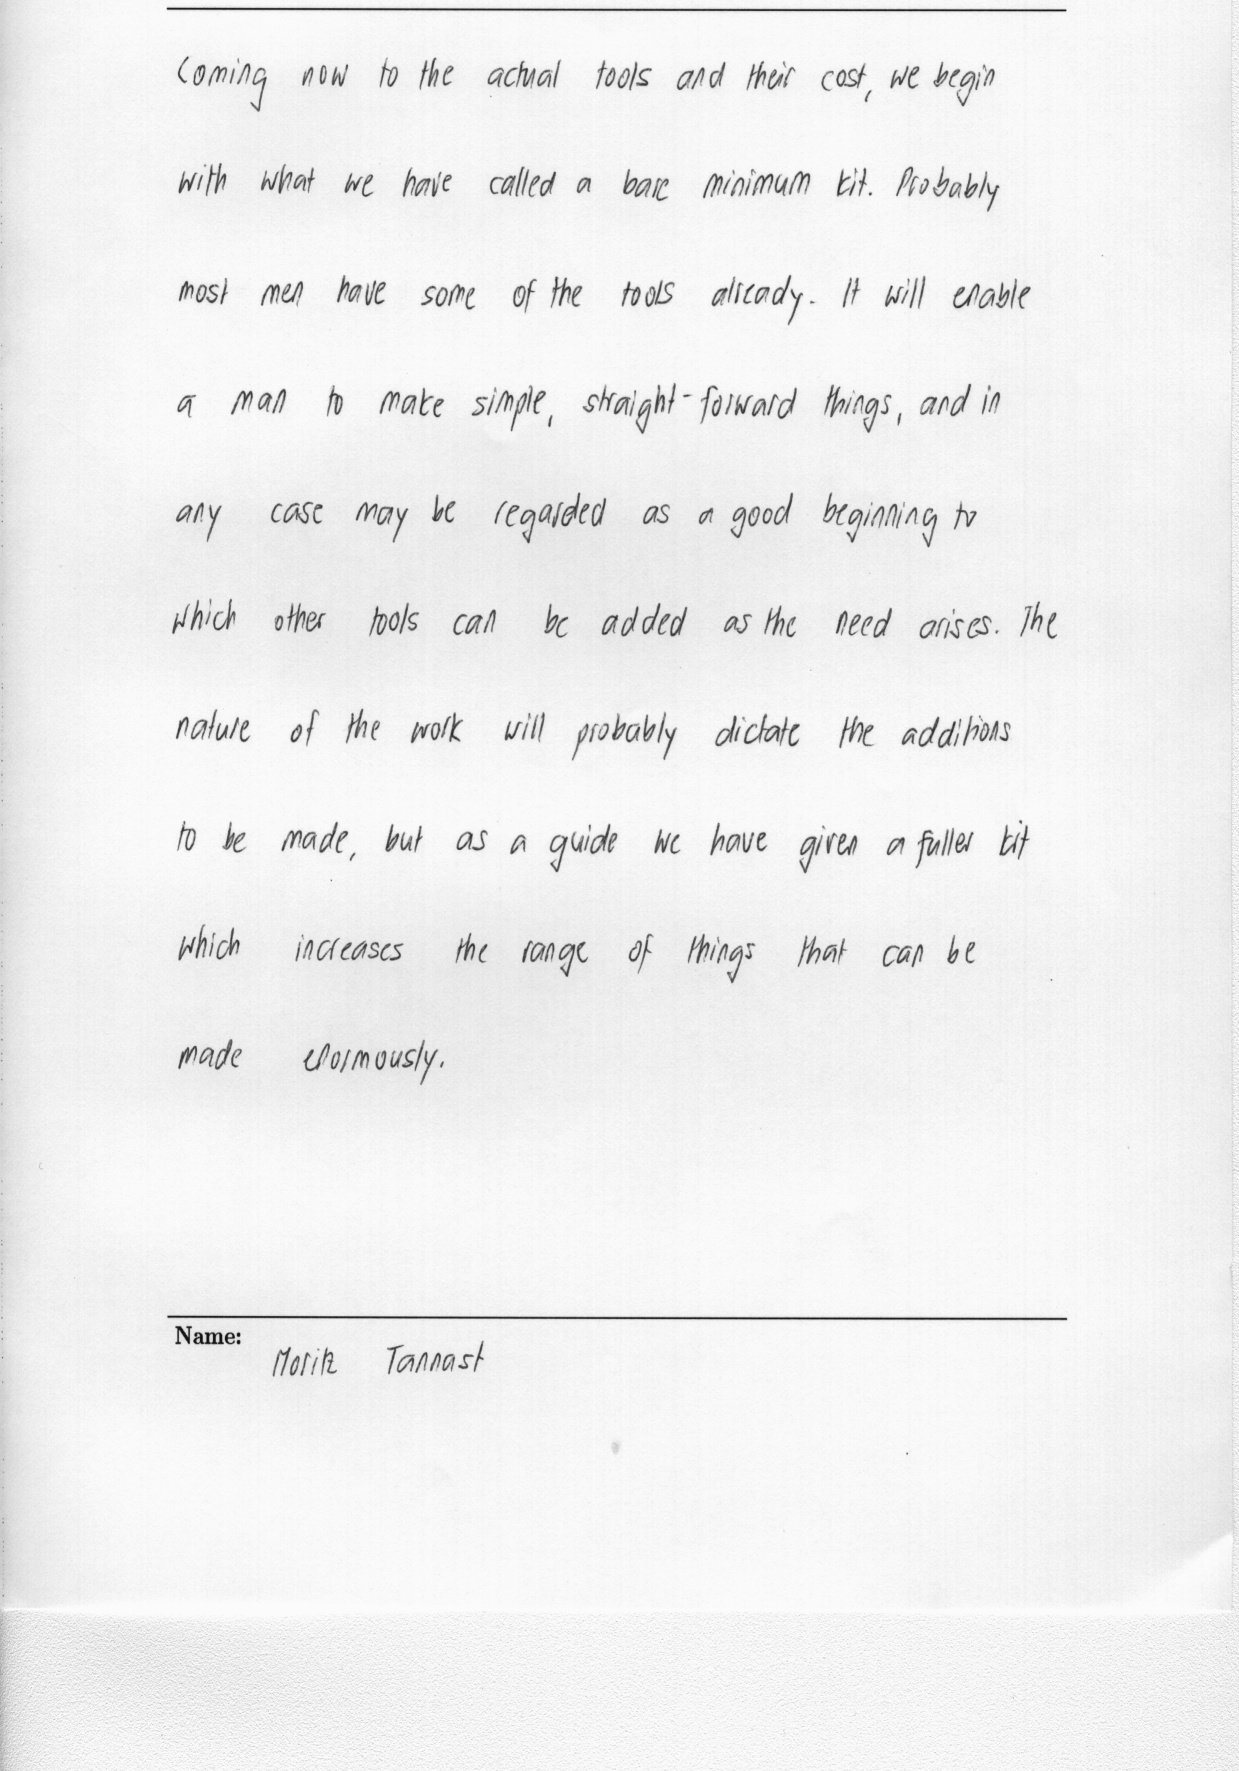 Coming now to the actual tools and their cost, we begin
with what we have called a bare minimum kit. Probably
most men have some of the tools already. It will enable
a man to make simple, straight-forward things, and in
any case may be regarded as a good beginning to
which other tools can be added as the need arises. The
nature of the work will probably dictate the additions
to be made, but as a guide we have given a fuller kit
which increases the range of things that can be
made enormously.
Name:
Moritz Tannast